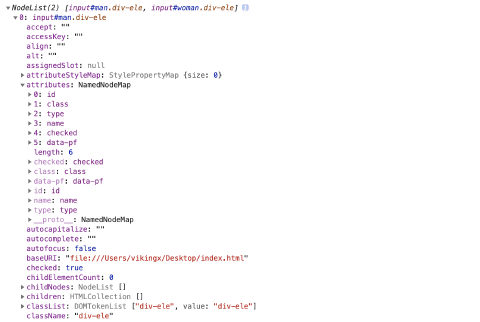 ▼NodeList(2) [input#man.div-ele, input#woman.div-ele] i
▼0: input#man.div-ele
accept: ""
accessKey: ""
align: ""
alt: ""
assignedSlot: null
▶attributeStyleMap: StylePropertyMap {size: 0}
▼attributes: NamedNodeMap
▶0: id
▶1: class
▶2: type
▶3: name
▶4: checked
▶5: data-pf
length: 6
▶checked: checked
▶class: class
▶data-pf: data-pf
▶id: id
▶name: name
▶type: type
▶__proto__: NamedNodeMap
autocapitalize: ""
autocomplete: ""
autofocus: false
baseURI: "file:///Users/vikingx/Desktop/index.html"
checked: true
childElementCount: 0
▶childNodes: NodeList []
▶children: HTMLCollection []
▶classList: DOMTokenList ["div-ele", value: "div-ele"]
className: "div-ele"